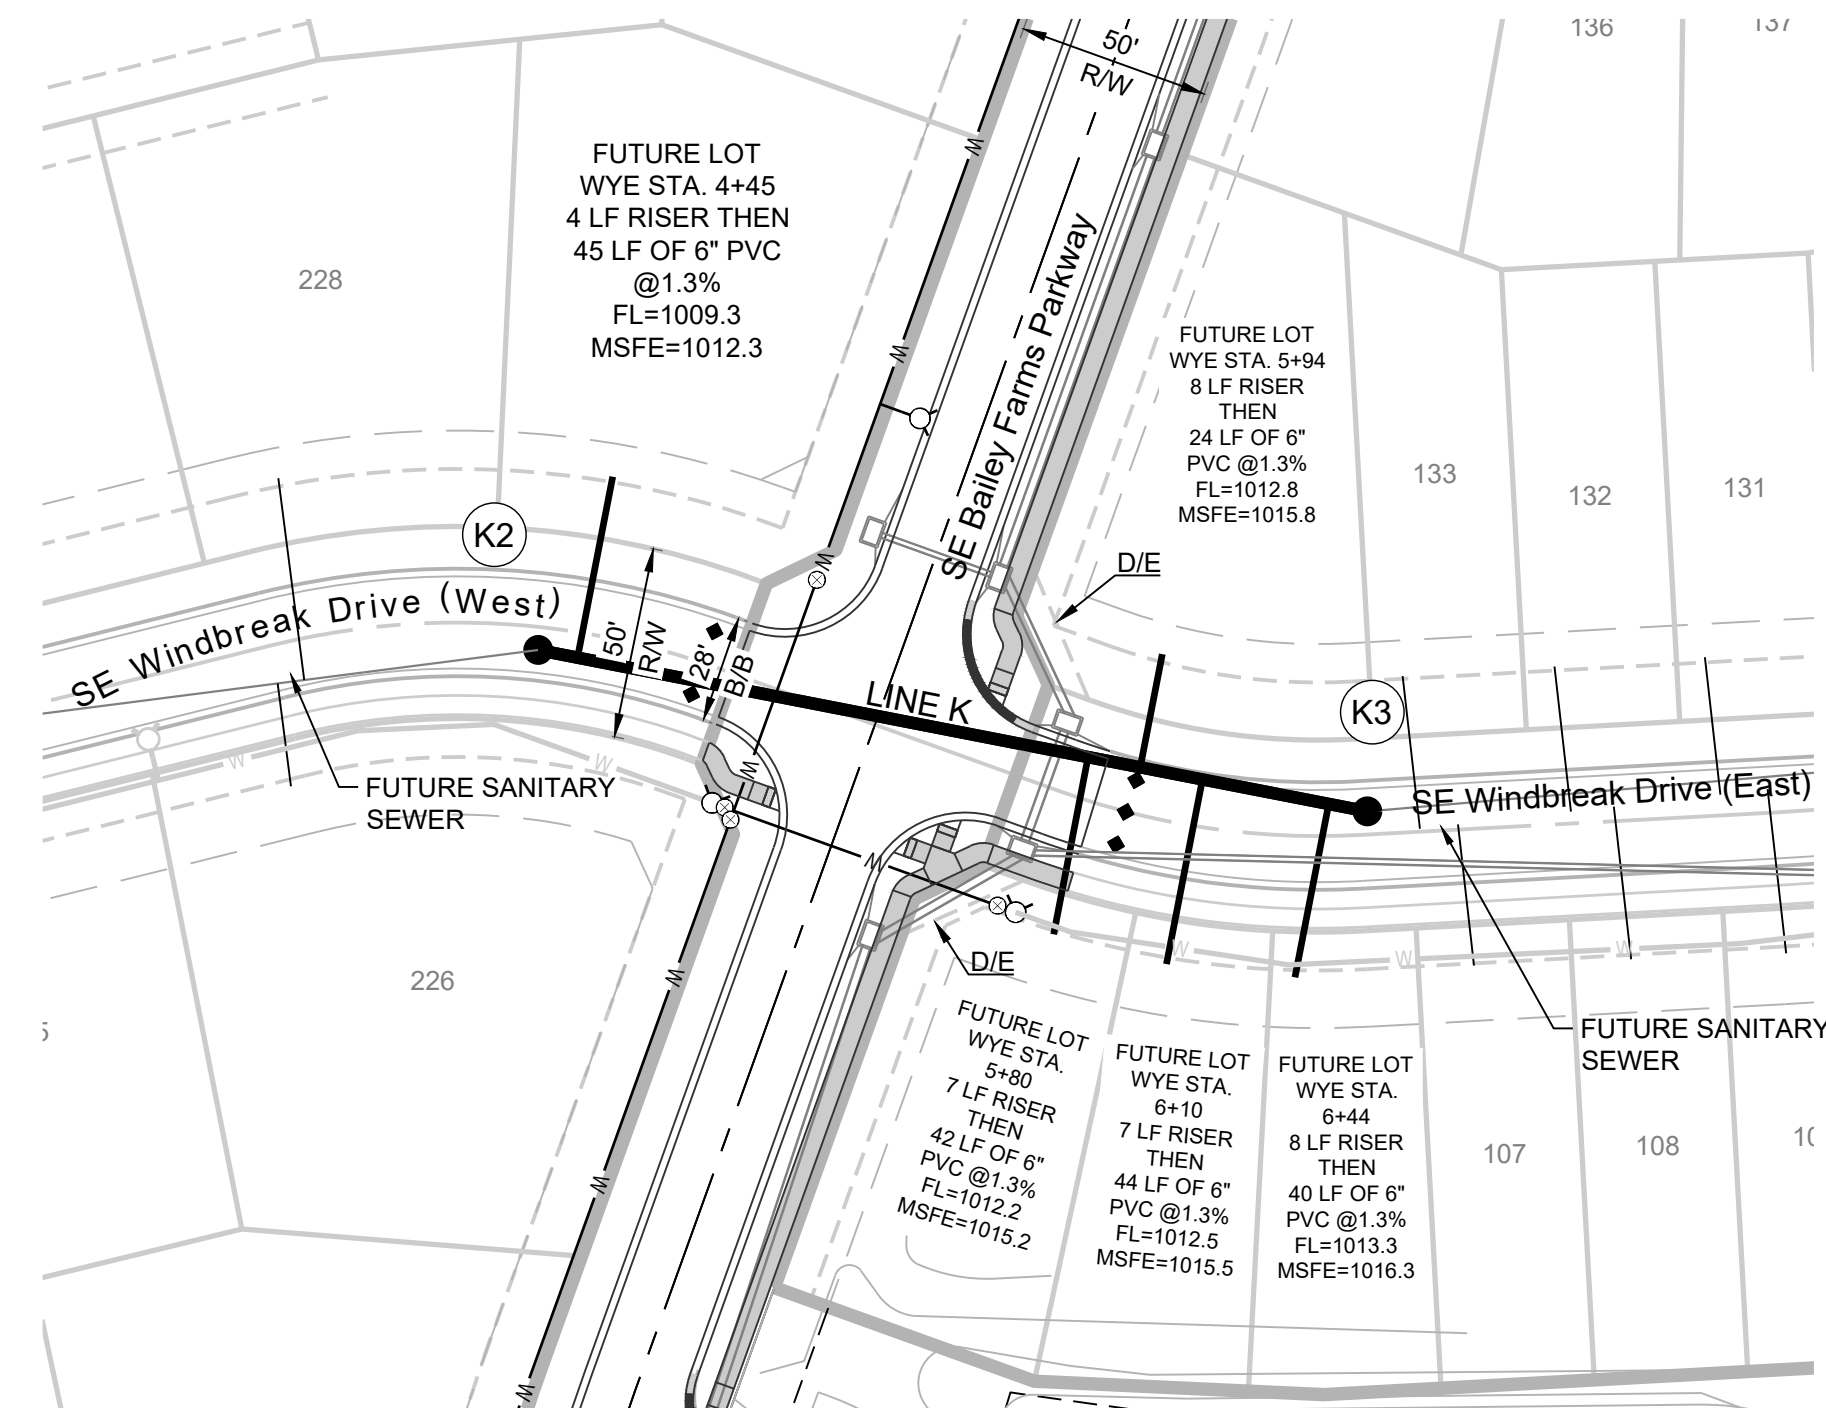 136
137
50'
R/W
FUTURE LOT
WYE STA. 4+45
4 LF RISER THEN
45 LF OF 6" PVC
@1.3%
FL=1009.3
MSFE=1012.3
228
W
W
SE Bailey Farms Parkway
FUTURE LOT
WYE STA. 5+94
8 LF RISER
THEN
24 LF OF 6"
PVC @1.3%
FL=1012.8
MSFE=1015.8
133
132
131
K2
W
D/E
SE Windbreak Drive (West)
50'
R/W
28'
B/B
LINE K
K3
SE Windbreak Drive (East)
W
W
W
FUTURE SANITARY
SEWER
W
W
W
W
D/E
226
W
FUTURE LOT
WYE STA.
5+80
7 LF RISER
THEN
42 LF OF 6"
PVC @1.3%
FL=1012.2
MSFE=1015.2
FUTURE LOT
WYE STA.
6+10
7 LF RISER
THEN
44 LF OF 6"
PVC @1.3%
FL=1012.5
MSFE=1015.5
FUTURE LOT
WYE STA.
6+44
8 LF RISER
THEN
40 LF OF 6"
PVC @1.3%
FL=1013.3
MSFE=1016.3
FUTURE SANITARY
SEWER
107
108
W
W